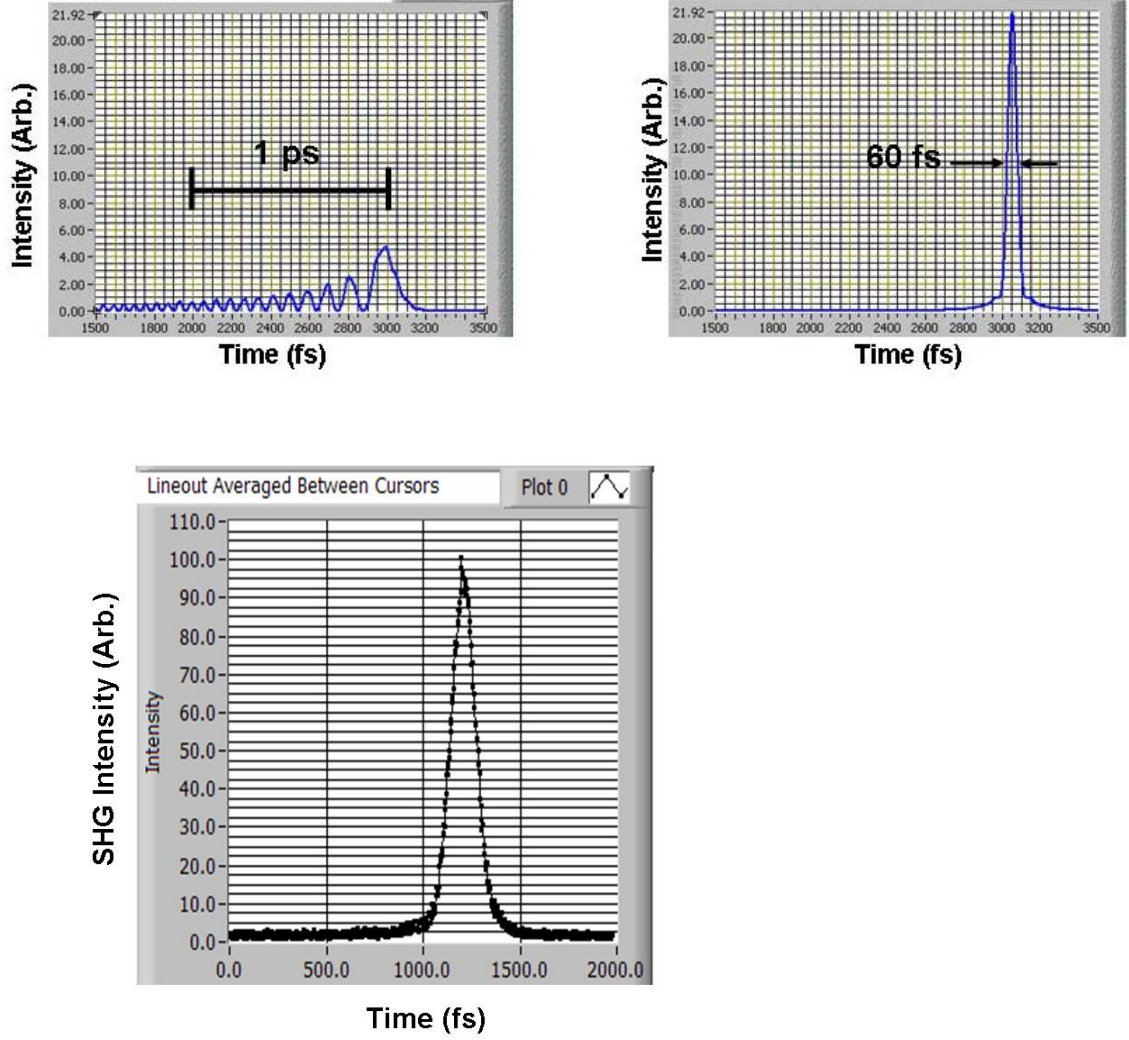 21.92
20.00
18.00
16.00
14.00
12.00
10.00
8.00
6.00
4.00
2.00
0.00
Intensity (Arb.)
1 ps
1500 1800 2000 2200 2400 2600 2800 3000 3200 3500
Time (fs)
21.92
20.00
18.00
16.00
14.00
12.00
10.00
8.00
6.00
4.00
2.00
0.00
Intensity (Arb.)
60 fs
1500 1800 2000 2200 2400 2600 2800 3000 3200 3500
Time (fs)
Lineout Averaged Between Cursors
Plot 0
110.0
100.0
90.0
80.0
70.0
60.0
50.0
40.0
30.0
20.0
10.0
0.0
SHG Intensity (Arb.)
Intensity
0.0 500.0 1000.0 1500.0 2000.0
Time (fs)